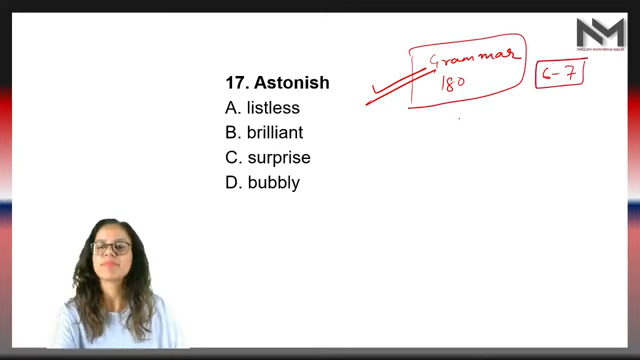 17. Astonish
A. listless
B. brilliant
C. surprise
D. bubbly
Grammar
180
6-7